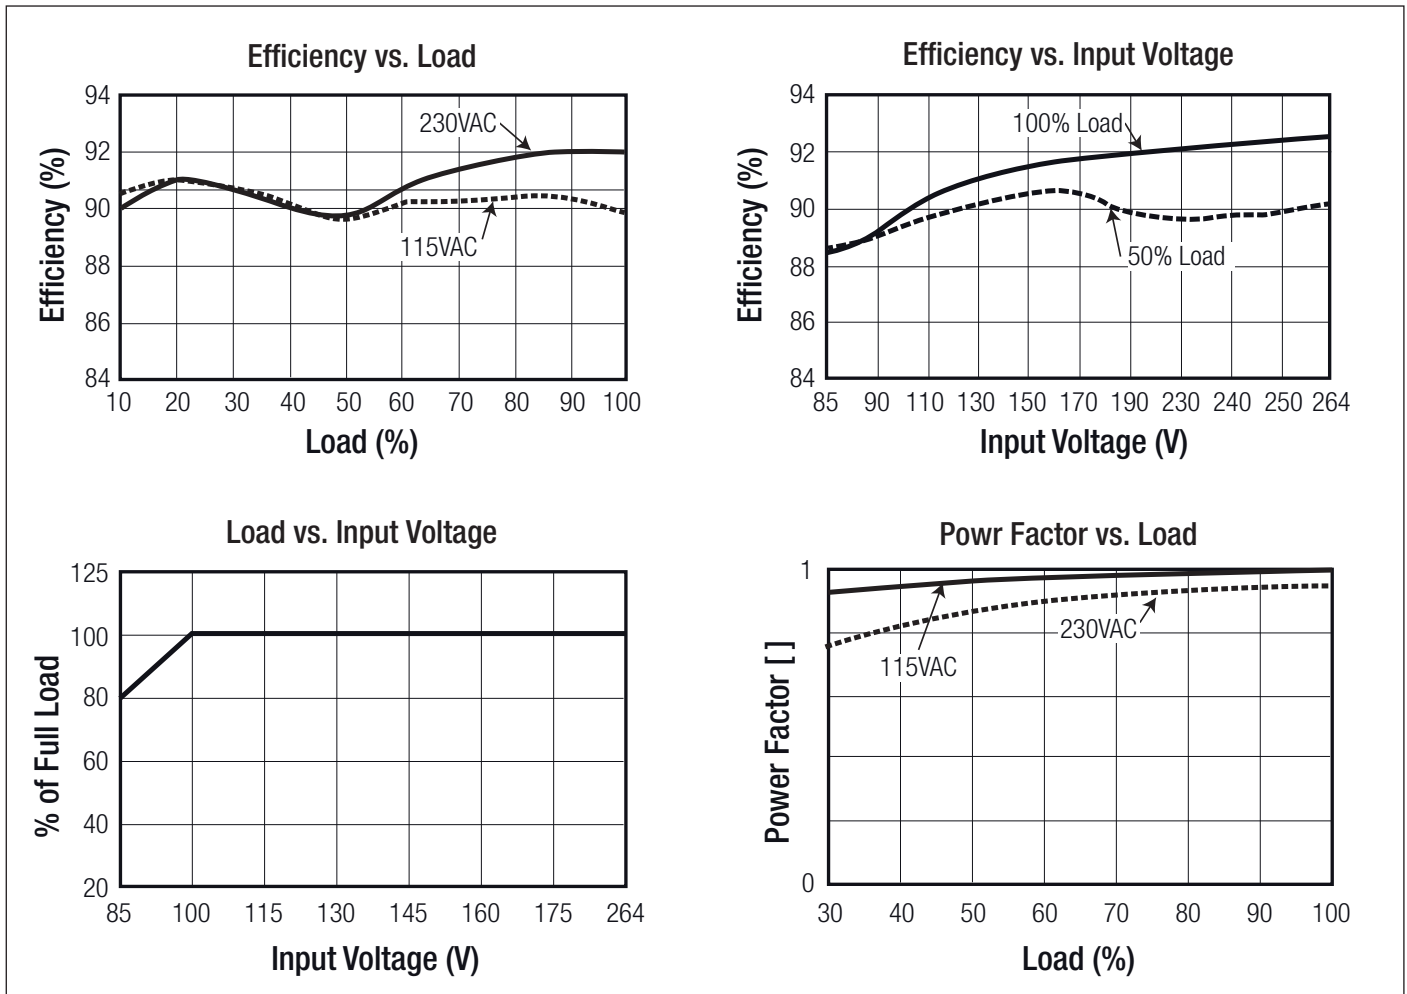 Efficiency vs. Load
94
92
90
88
86
84
10 20 30 40 50 60 70 80 90 100
230VAC
115VAC
Efficiency (%)
Load (%)
Efficiency vs. Input Voltage
94
92
90
88
86
84
85 90 110 130 150 170 190 230 240 250 264
100% Load
50% Load
Efficiency (%)
Input Voltage (V)
Load vs. Input Voltage
125
100
80
60
40
20
85 100 115 130 145 160 175 264
% of Full Load
Input Voltage (V)
Powr Factor vs. Load
1
0
30 40 50 60 70 80 90 100
230VAC
115VAC
Power Factor [ ]
Load (%)